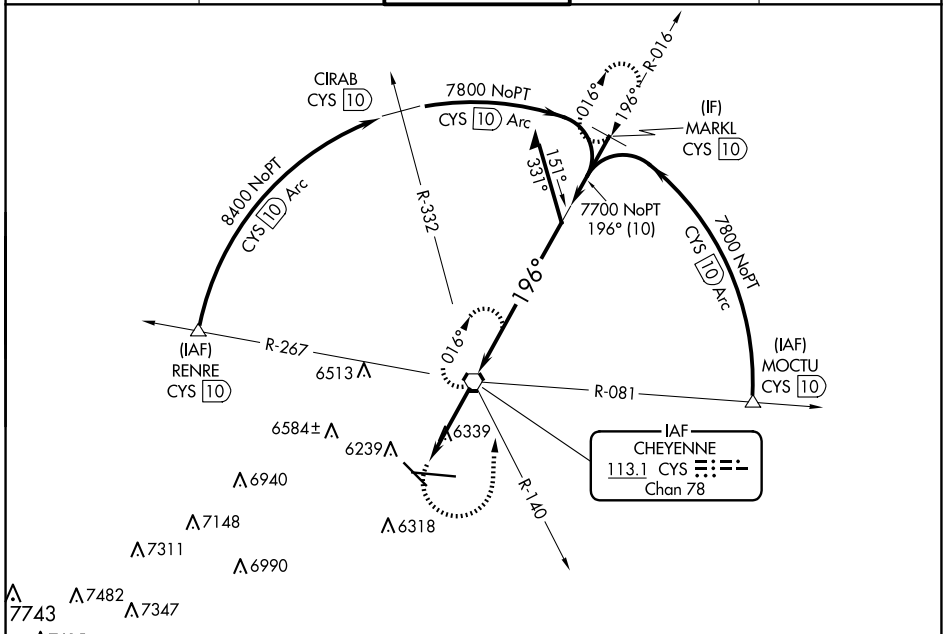 CIRAB
CYS 10
7800 NoPT
CYS 10 Arc
016°
196°
R-016
(IF)
MARKL
CYS 10
8400 NoPT
CYS 10 Arc
R-332
151°
331°
7700 NoPT
196° (10)
7800 NoPT
CYS 10 Arc
196°
016°
(IAF)
RENRE
CYS 10
R-267
6513
(IAF)
MOCTU
CYS 10
R-081
6584±
6239
6339
IAF
CHEYENNE
113.1 CYS
Chan 78
6940
R-140
7148
6318
7311
6990
7482
7347
7743